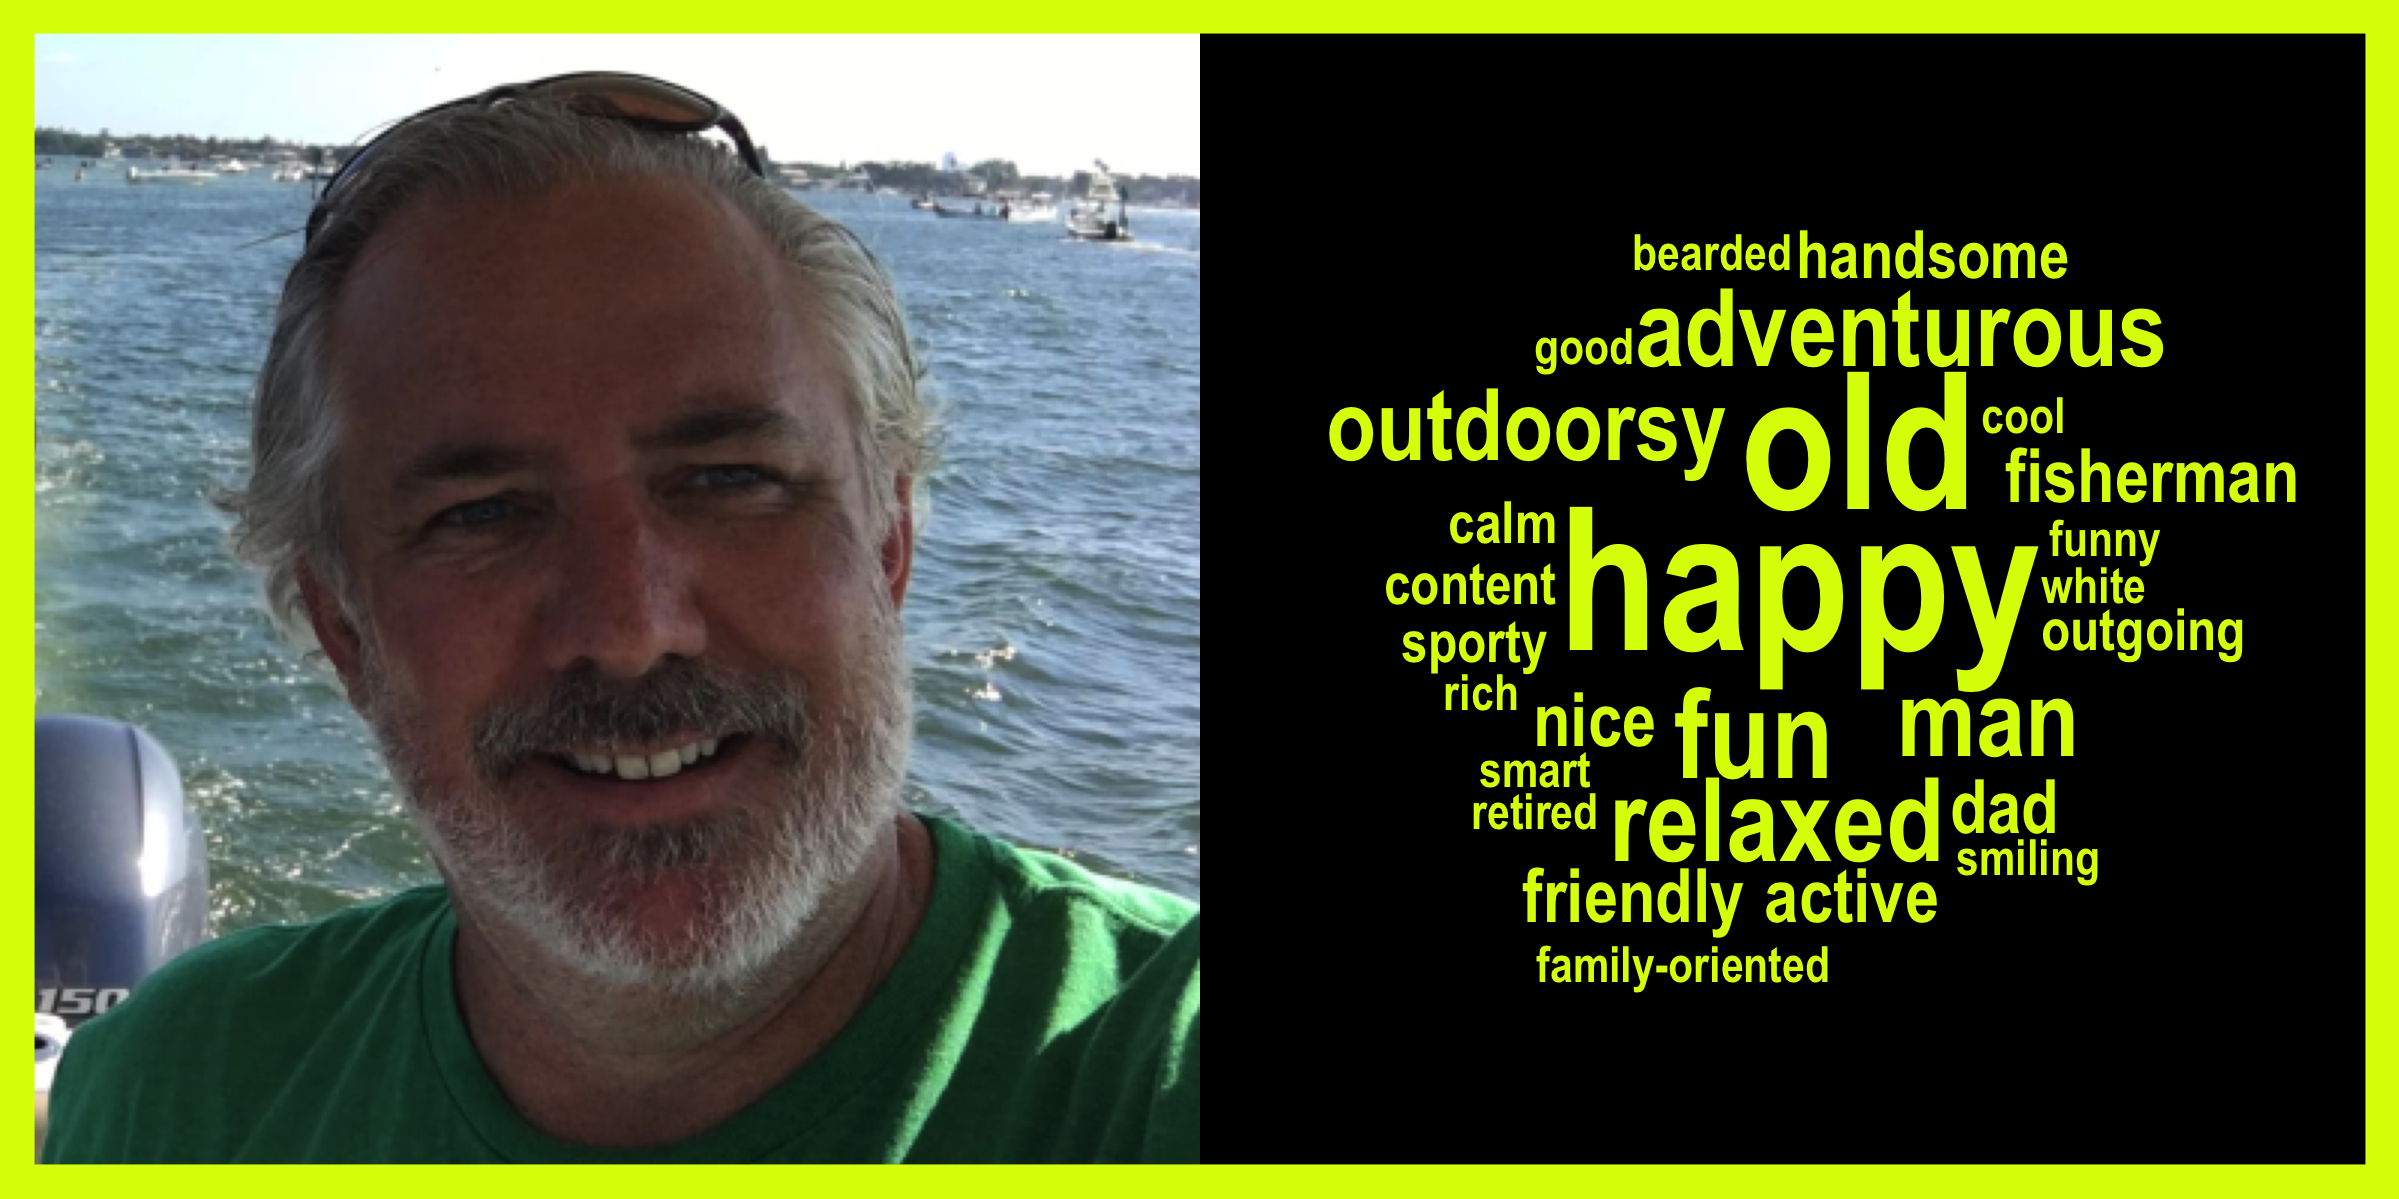 150
bearded handsome
good adventurous
outdoorsy old cool
fisherman
calm happy funny
content white
sporty outgoing
rich
nice fun man
smart
retired relaxed dad
smiling
friendly active
family-oriented